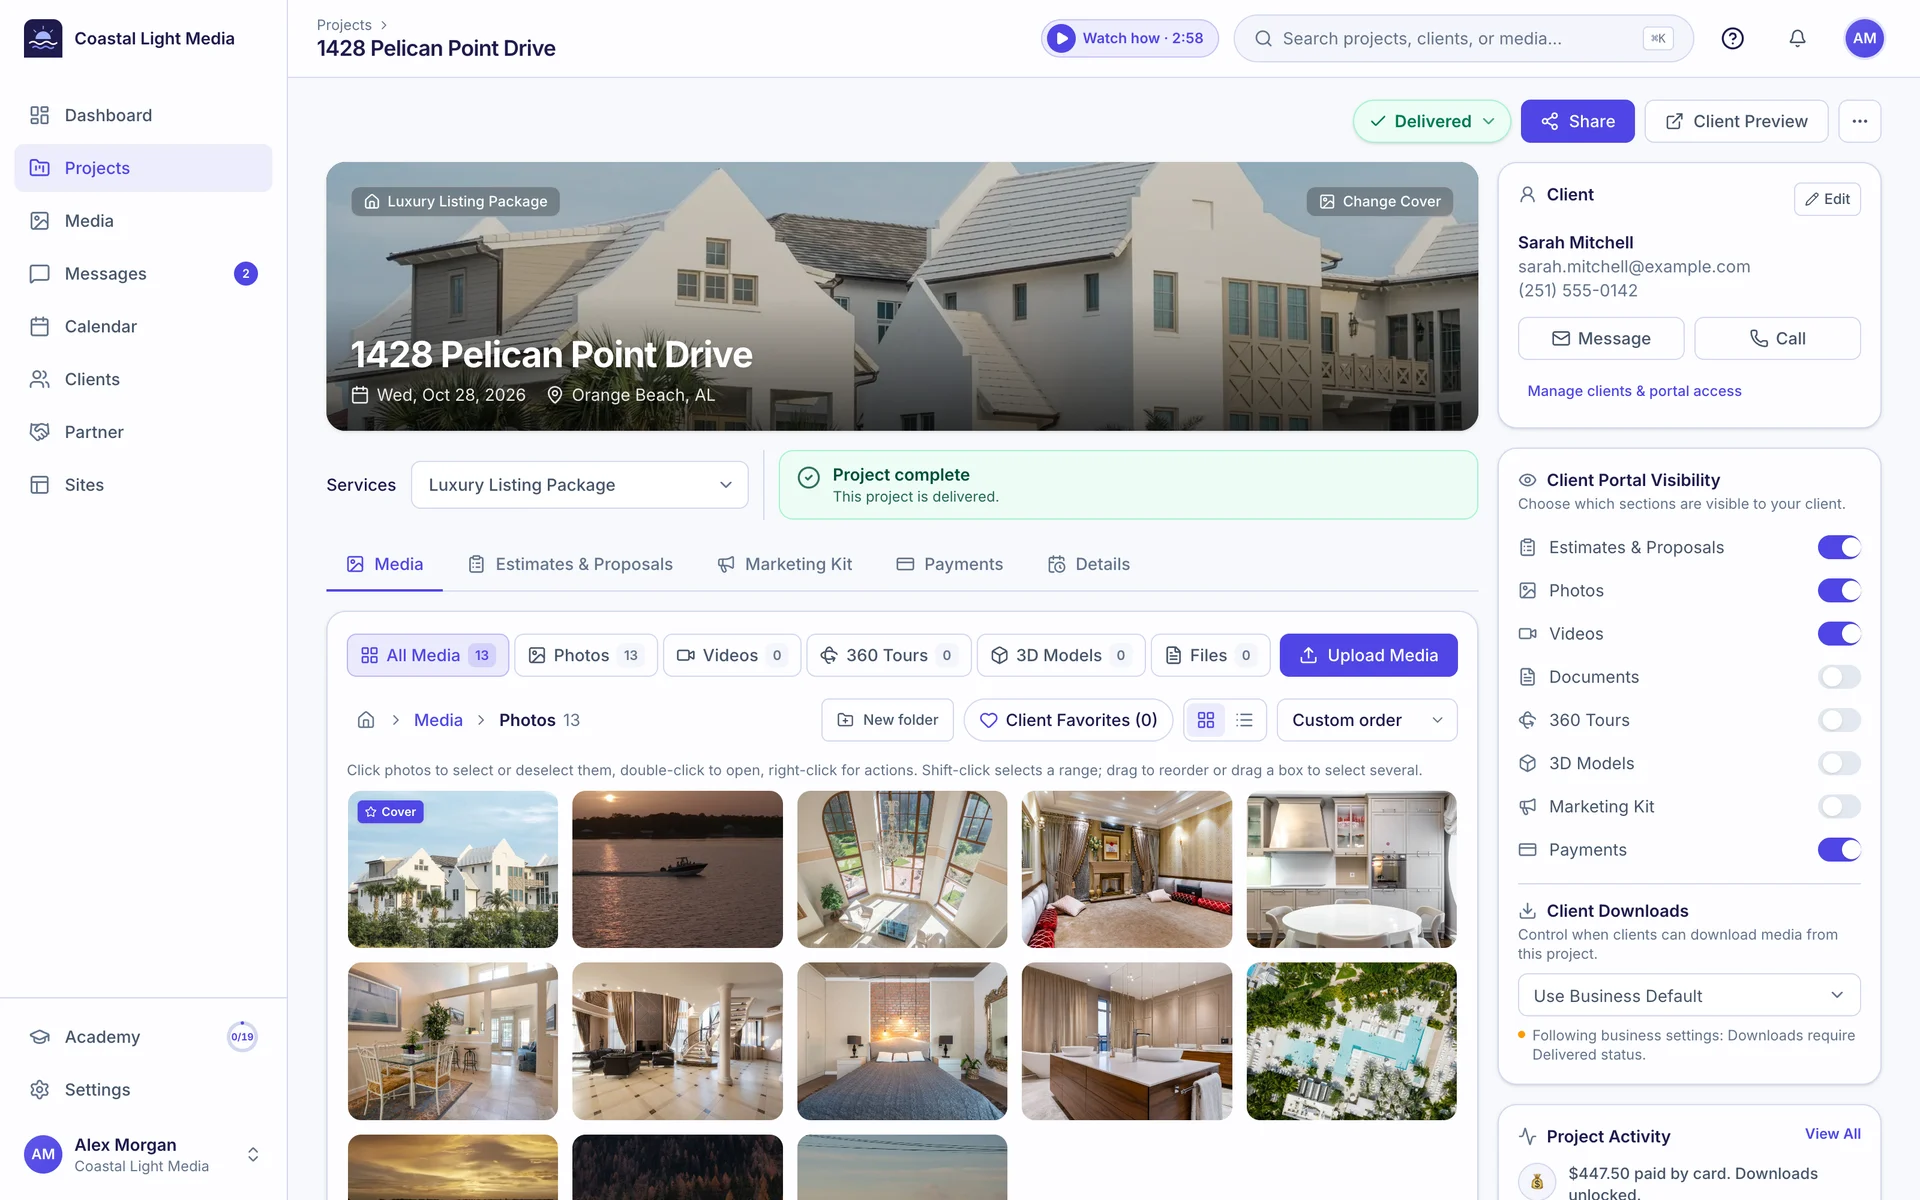 Coastal Light Media
Projects
1428 Pelican Point Drive
Watch how · 2:58
Search projects, clients, or media...
⌘K
AM
Dashboard
Projects
Media
Messages
2
Calendar
Clients
Partner
Sites
Academy
0/19
Settings
AM
Alex Morgan
Coastal Light Media
Delivered
Share
Client Preview
Luxury Listing Package
Change Cover
1428 Pelican Point Drive
Wed, Oct 28, 2026
Orange Beach, AL
Services
Luxury Listing Package
Project complete
This project is delivered.
Media
Estimates & Proposals
Marketing Kit
Payments
Details
All Media 13
Photos 13
Videos 0
360 Tours 0
3D Models 0
Files 0
Upload Media
Media
Photos 13
New folder
Client Favorites (0)
Custom order
Click photos to select or deselect them, double-click to open, right-click for actions. Shift-click selects a range; drag to reorder or drag a box to select several.
Cover
Client
Edit
Sarah Mitchell
sarah.mitchell@example.com
(251) 555-0142
Message
Call
Manage clients & portal access
Client Portal Visibility
Choose which sections are visible to your client.
Estimates & Proposals
Photos
Videos
Documents
360 Tours
3D Models
Marketing Kit
Payments
Client Downloads
Control when clients can download media from
this project.
Use Business Default
Following business settings: Downloads require
Delivered status.
Project Activity
View All
$447.50 paid by card. Downloads
unlocked.